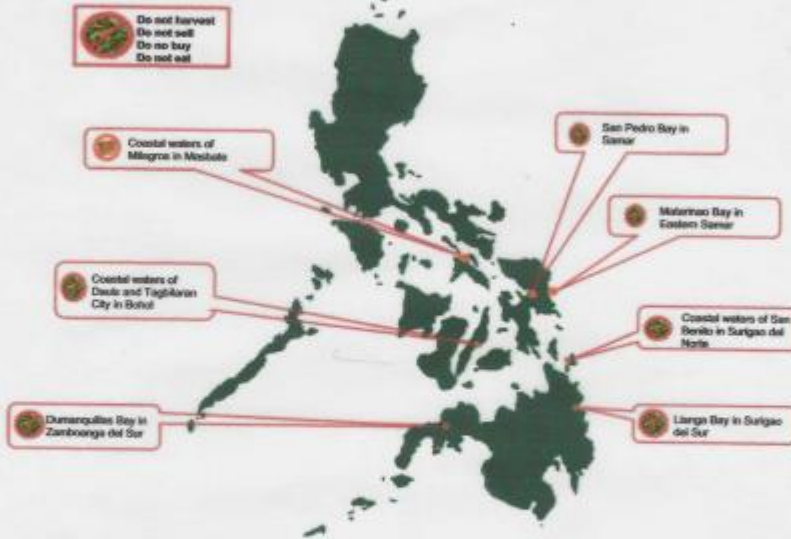 Do not harvest
Do not sell
Do no buy
Do not eat
San Pedro Bay in
Samar
Coastal waters of
Milagros in Masbate
Matarinao Bay in
Eastern Samar
Coastal waters of
Dauis and Tagbilaran
City in Bohol
Coastal waters of San
Benito in Surigao del
Norte
Dumanquillas Bay in
Zamboanga del Sur
Lianga Bay in Surigao
del Sur